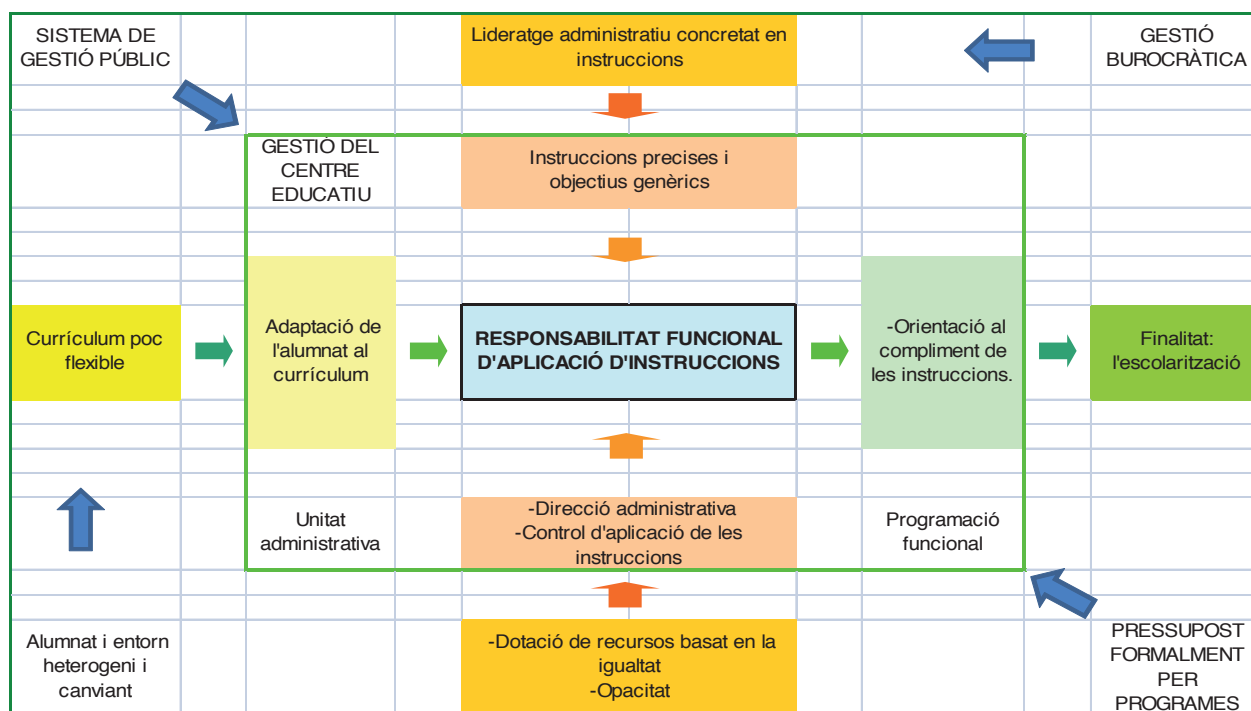 SISTEMA DE
GESTIÓ PÚBLIC
Lideratge administratiu concretat en
instruccions
GESTIÓ
BUROCRÀTICA
GESTIÓ DEL
CENTRE
EDUCATIU
Instruccions precises i
objectius genèrics
Currículum poc
flexible
Adaptació de
l'alumnat al
currículum
RESPONSABILITAT FUNCIONAL
D'APLICACIÓ D'INSTRUCCIONS
-Orientació al
compliment de
les instruccions.
Finalitat:
l'escolarització
Unitat
administrativa
-Direcció administrativa
-Control d'aplicació de les
instruccions
Programació
funcional
Alumnat i entorn
heterogeni i
canviant
-Dotació de recursos basat en la
igualtat
-Opacitat
PRESSUPOST
FORMALMENT
PER
PROGRAMES